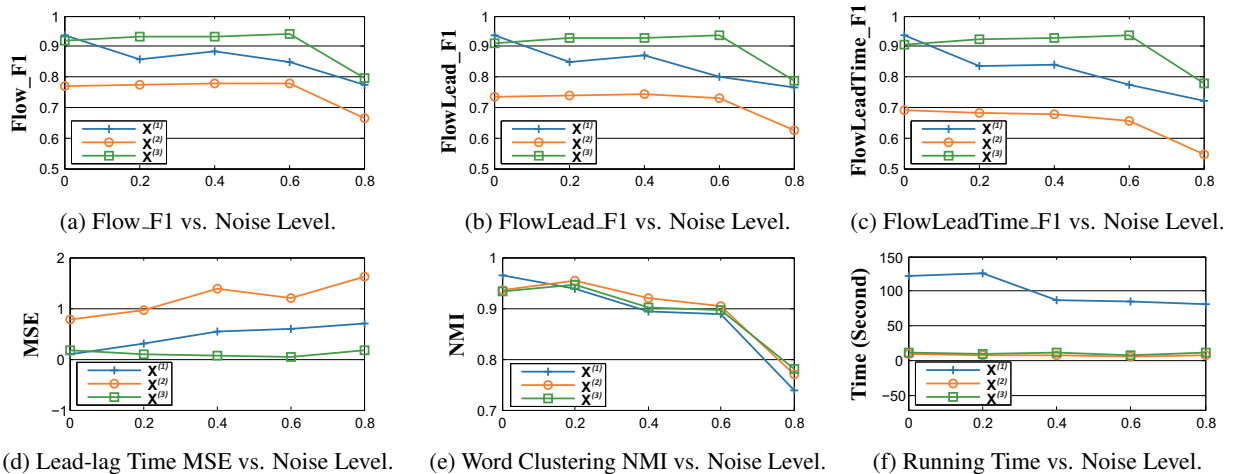 Flow_F1
1
0.9
0.8
0.7
0.6
0.5
0 0.2 0.4 0.6 0.8
X(1)
X(2)
X(3)
(a) Flow_F1 vs. Noise Level.
FlowLead_F1
1
0.9
0.8
0.7
0.6
0.5
0 0.2 0.4 0.6 0.8
X(1)
X(2)
X(3)
(b) FlowLead_F1 vs. Noise Level.
FlowLeadTime_F1
1
0.9
0.8
0.7
0.6
0.5
0 0.2 0.4 0.6 0.8
X(1)
X(2)
X(3)
(c) FlowLeadTime_F1 vs. Noise Level.
MSE
2
1
0
−1
0 0.2 0.4 0.6 0.8
X(1)
X(2)
X(3)
(d) Lead-lag Time MSE vs. Noise Level.
NMI
1
0.9
0.8
0.7
0 0.2 0.4 0.6 0.8
X(1)
X(2)
X(3)
(e) Word Clustering NMI vs. Noise Level.
Time (Second)
150
100
50
0
−50
0 0.2 0.4 0.6 0.8
X(1)
X(2)
X(3)
(f) Running Time vs. Noise Level.